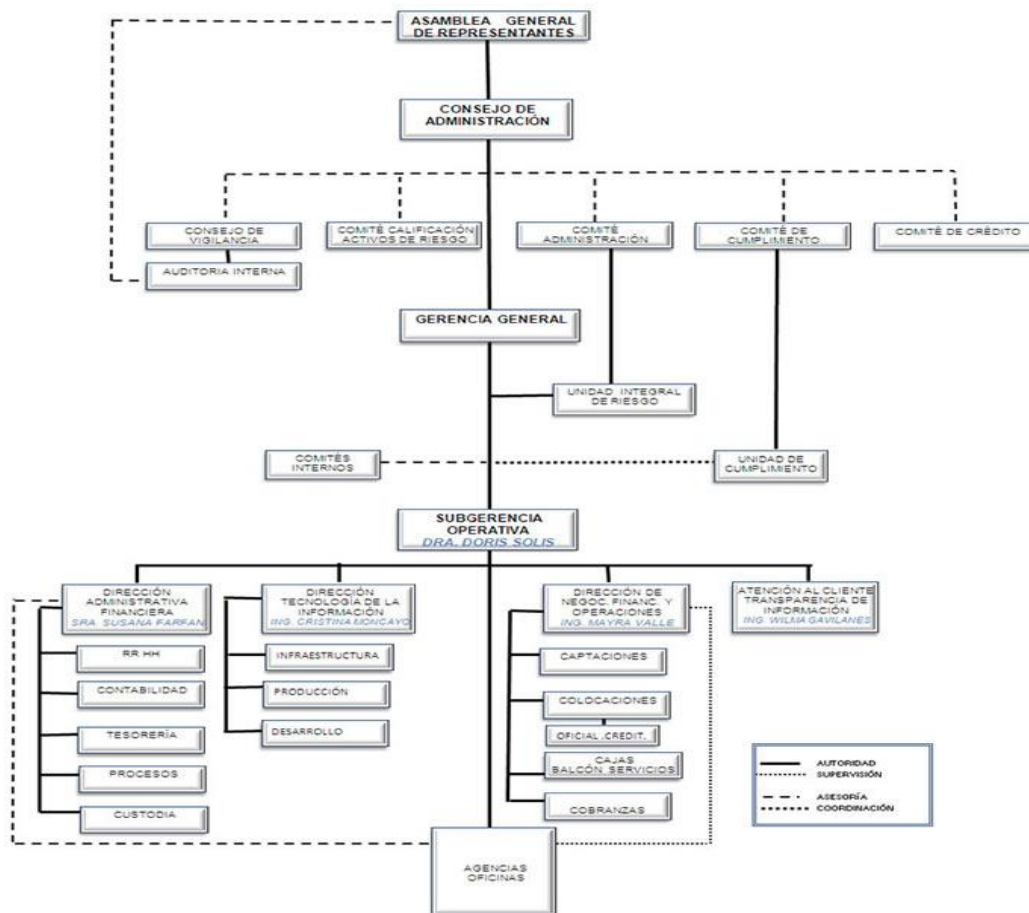 ASAMBLEA GENERAL
DE REPRESENTANTES
CONSEJO DE
ADMINISTRACIÓN
CONSEJO DE
VIGILANCIA
COMITÉ CALIFICACIÓN
ACTIVOS DE RIESGO
COMITÉ
ADMINISTRACIÓN
COMITÉ DE
CUMPLIMIENTO
COMITÉ DE CRÉDITO
AUDITORIA INTERNA
GERENCIA GENERAL
UNIDAD INTEGRAL
DE RIESGO
COMITÉS
INTERNOS
UNIDAD DE
CUMPLIMIENTO
SUBGERENCIA
OPERATIVA
DRA. DORIS SOLIS
DIRECCIÓN
ADMINISTRATIVA
FINANCIERA
SRA. SUSANA FARFAN
RR HH
CONTABILIDAD
TESORERÍA
PROCESOS
CUSTODIA
DIRECCIÓN
TECNOLOGÍA DE LA
INFORMACIÓN
ING. CRISTINA MONCAYO
INFRAESTRUCTURA
PRODUCCIÓN
DESARROLLO
DIRECCIÓN DE
NEGOC. FINANC. Y
OPERACIONES
ING. MAYRA VALLE
CAPTACIONES
COLOCACIONES
OFICIAL .CREDIT.
CAJAS
BALCÓN SERVICIOS
COBRANZAS
ATENCIÓN AL CLIENTE
TRANSPARENCIA DE
INFORMACIÓN
ING. WILMA GAVILANES
AGENCIAS
OFICINAS
AUTORIDAD
SUPERVISIÓN
ASESORÍA
COORDINACIÓN